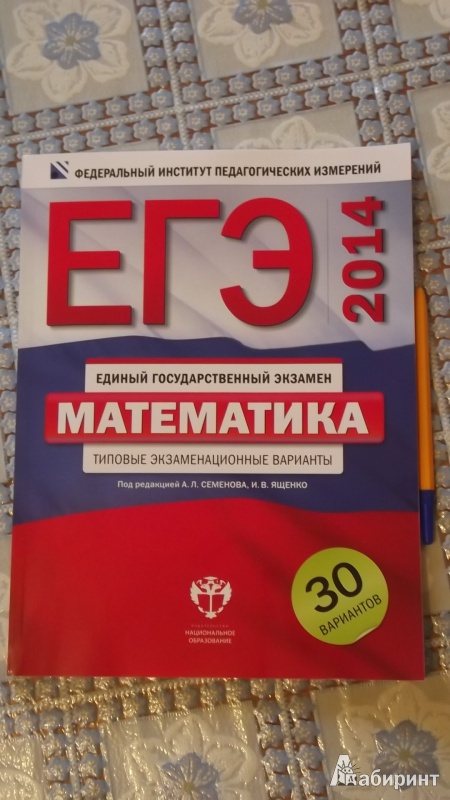 ФЕДЕРАЛЬНЫЙ ИНСТИТУТ ПЕДАГОГИЧЕСКИХ ИЗМЕРЕНИЙ
ЕГЭ
2014
ЕДИНЫЙ ГОСУДАРСТВЕННЫЙ ЭКЗАМЕН
МАТЕМАТИКА
ТИПОВЫЕ ЭКЗАМЕНАЦИОННЫЕ ВАРИАНТЫ
Под редакцией А. Л. СЕМЕНОВА, И. В. ЯЩЕНКО
30
ВАРИАНТОВ
ИЗДАТЕЛЬСТВО
НАЦИОНАЛЬНОЕ
ОБРАЗОВАНИЕ
Лабиринт